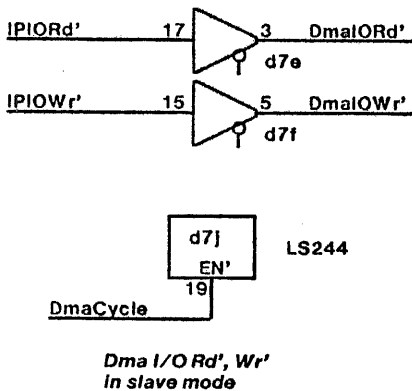 IPIORd' 17 3 DmaIORd'
d7e
IPIOWr' 15 5 DmaIOWr'
d7f
d7j LS244
EN'
19
DmaCycle
Dma I/O Rd', Wr'
in slave mode